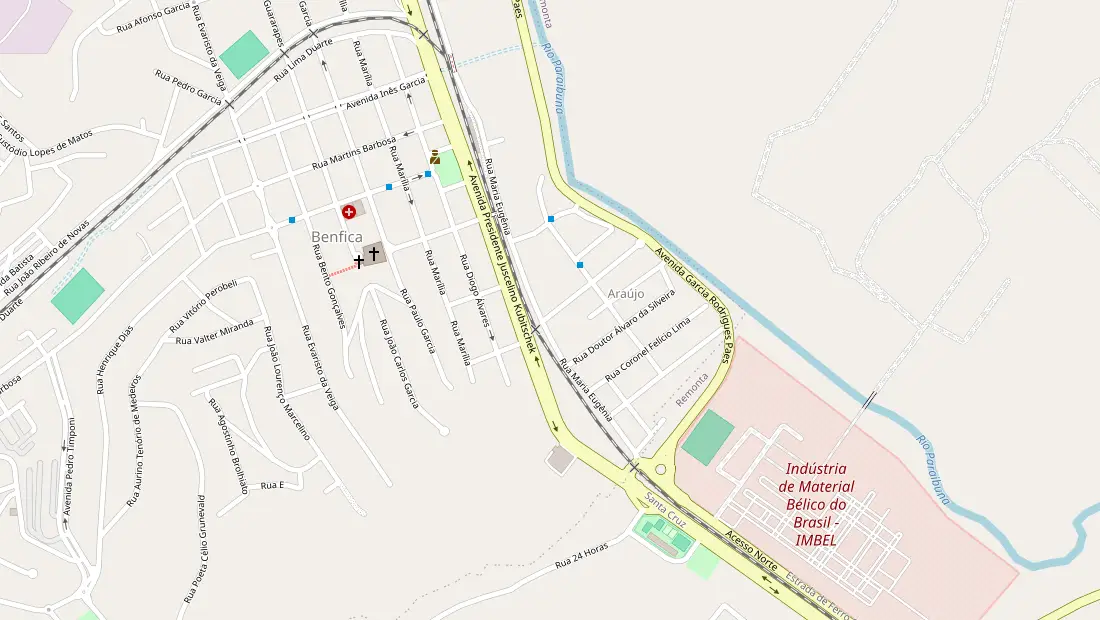 Rua Afonso Garcia
Rua Evaristo da Veiga
Guararapes
Garcia
Marília
Paes
Remonta
Rua Lima Duarte
Rua Marília
Rio Paraibuna
Rua Pedro Garcia
Avenida Inês Garcia
Santos
Custódio Lopes de Matos
Rua Martins Barbosa
Rua Marília
Rua Maria Eugênia
Avenida Presidente Juscelino Kubitschek
Benfica
Rua João Ribeiro de Novas
Batista
Duarte
Rua Bento Gonçalves
Rua Marília
Rua Diogo Álvares
Avenida Garcia Rodrigues Paes
Araújo
Rua Vitório Peróbeli
Rua Valter Miranda
Rua Paulo Garcia
Rua João Carlos Garcia
Rua Marília
Rua Doutor Álvaro da Silveira
Rua Coronel Felício Lima
Rua Henrique Dias
Rua João Lourenço Marcelino
Rua Evaristo da Veiga
Rua Maria Eugênia
Remonta
Rua Aurino Tenório de Medeiros
Rua Agostinho Brolhiato
Avenida Pedro Timponi
Rua E
Rio Paraibuna
Indústria
de Material
Bélico do
Brasil -
IMBEL
Santa Cruz
Rua Poeta Célio Grunevald
Rua 24 Horas
Acesso Norte
Estrada de Ferro